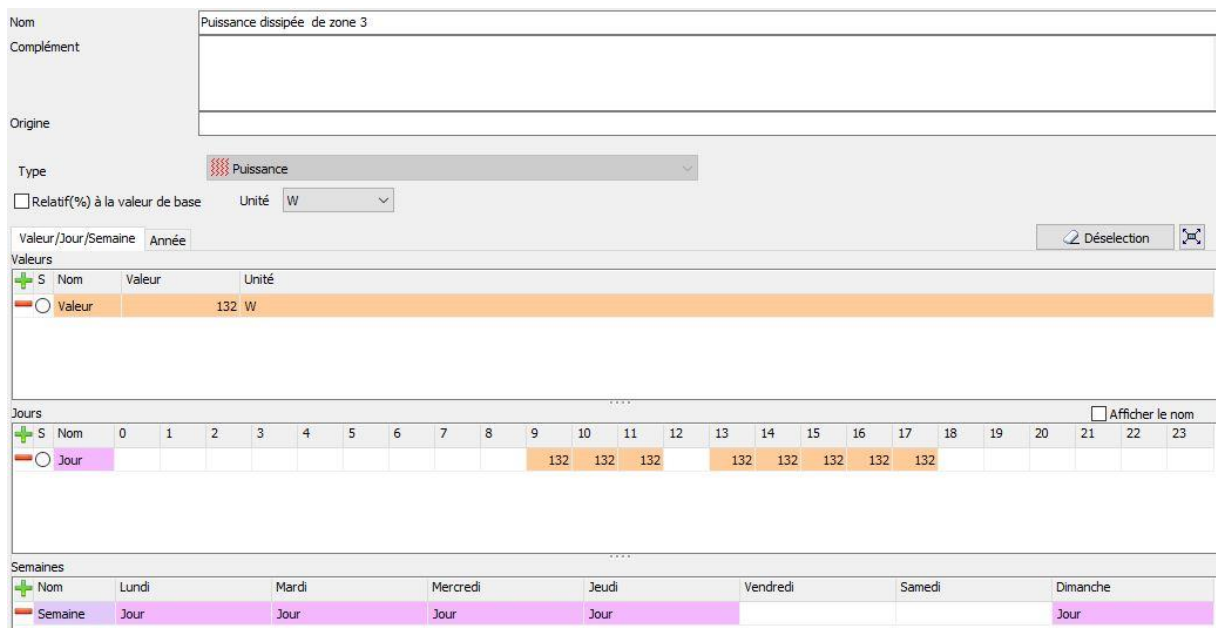 Nom Puissance dissipée de zone 3
Complément
Origine
Type Puissance
Relatif(%) à la valeur de base Unité W
Valeur/Jour/Semaine Année Déselection
Valeurs
S Nom Valeur Unité
Valeur 132 W
Jours Afficher le nom
S Nom 0 1 2 3 4 5 6 7 8 9 10 11 12 13 14 15 16 17 18 19 20 21 22 23
Jour 132 132 132 132 132 132 132 132
Semaines
Nom Lundi Mardi Mercredi Jeudi Vendredi Samedi Dimanche
Semaine Jour Jour Jour Jour Jour